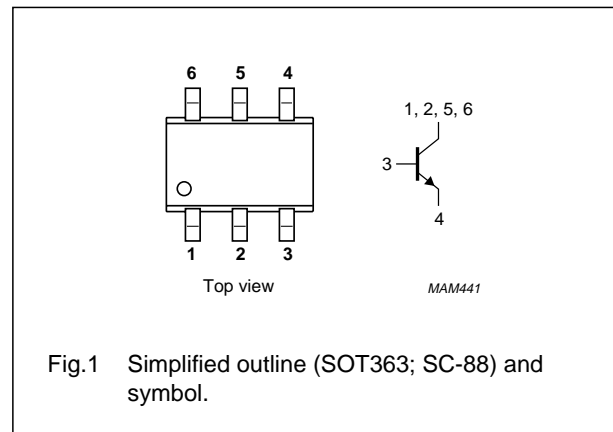 6 5 4
1 2 3
Top view
1, 2, 5, 6
3
4
MAM441
Fig.1 Simplified outline (SOT363; SC-88) and
symbol.